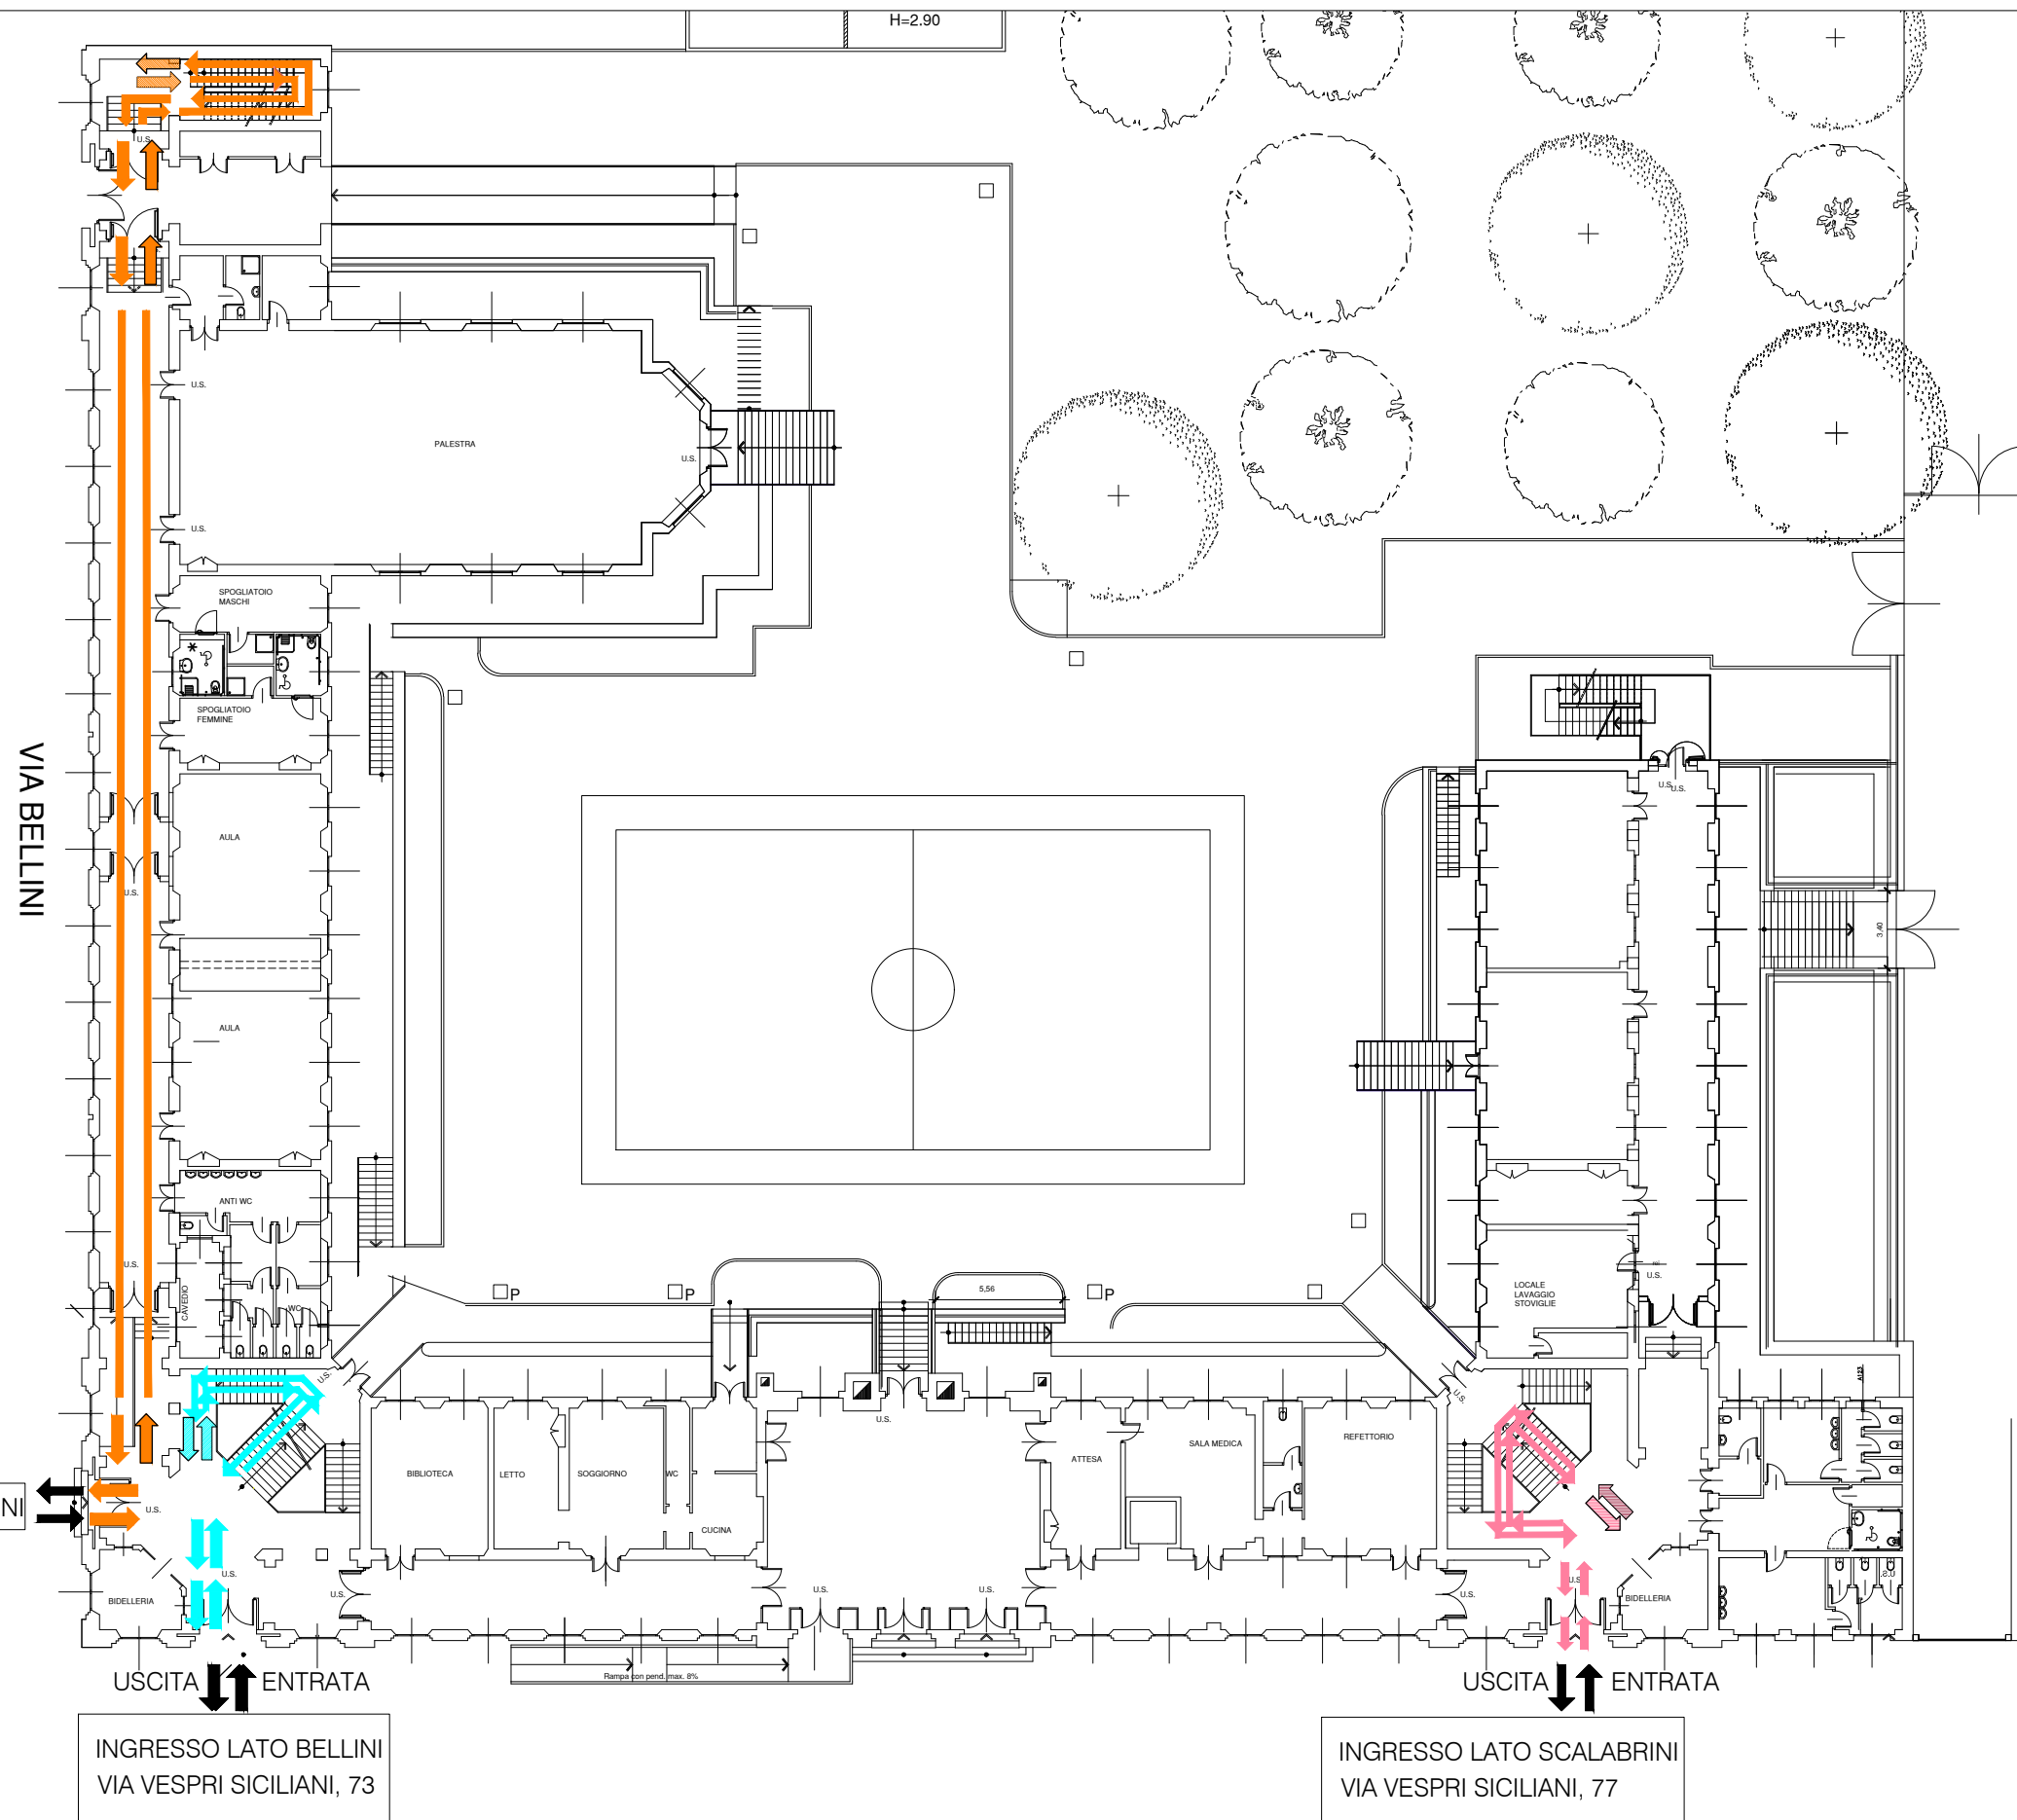 H=2.90
U.S.
U.S.
PALESTRA
U.S.
U.S.
SPOGLIATOIO
MASCHI
SPOGLIATOIO
FEMMINE
VIA BELLINI
AULA
U.S.
U.S.
U.S.
3,40
AULA
ANTI WC
U.S.
CAVEDIO
WC
P
P
5,56
P
LOCALE
LAVAGGIO
STOVIGLIE
U.S.
U.S.
U.S.
U.S.
BIBLIOTECA
LETTO
SOGGIORNO
WC
CUCINA
ATTESA
SALA MEDICA
REFETTORIO
NI
U.S.
U.S.
U.S.
U.S.
U.S.
U.S.
U.S.
U.S.
BIDELLERIA
BIDELLERIA
Rampa con pend. max. 8%
USCITA ENTRATA
USCITA ENTRATA
INGRESSO LATO BELLINI
VIA VESPRI SICILIANI, 73
INGRESSO LATO SCALABRINI
VIA VESPRI SICILIANI, 77